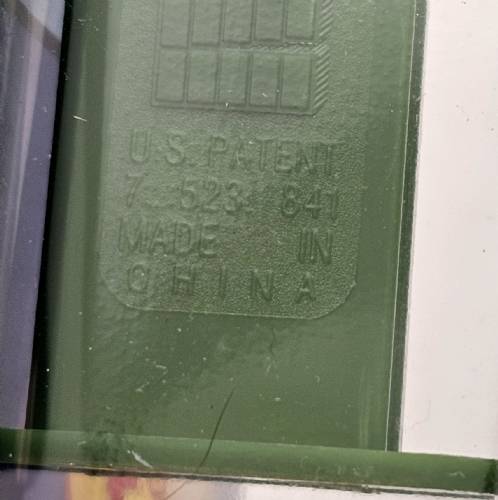 U.S. PATENT
7 523 841
MADE IN
CHINA